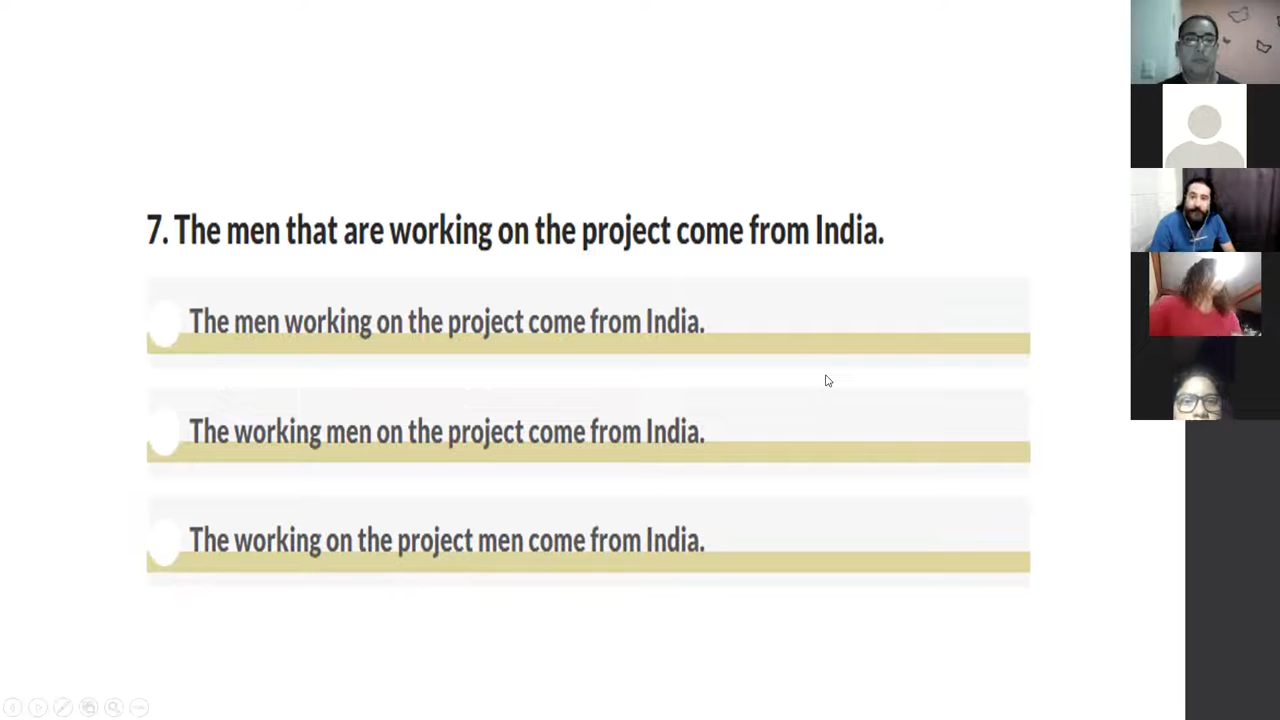 7. The men that are working on the project come from India.
The men working on the project come from India.
The working men on the project come from India.
The working on the project men come from India.